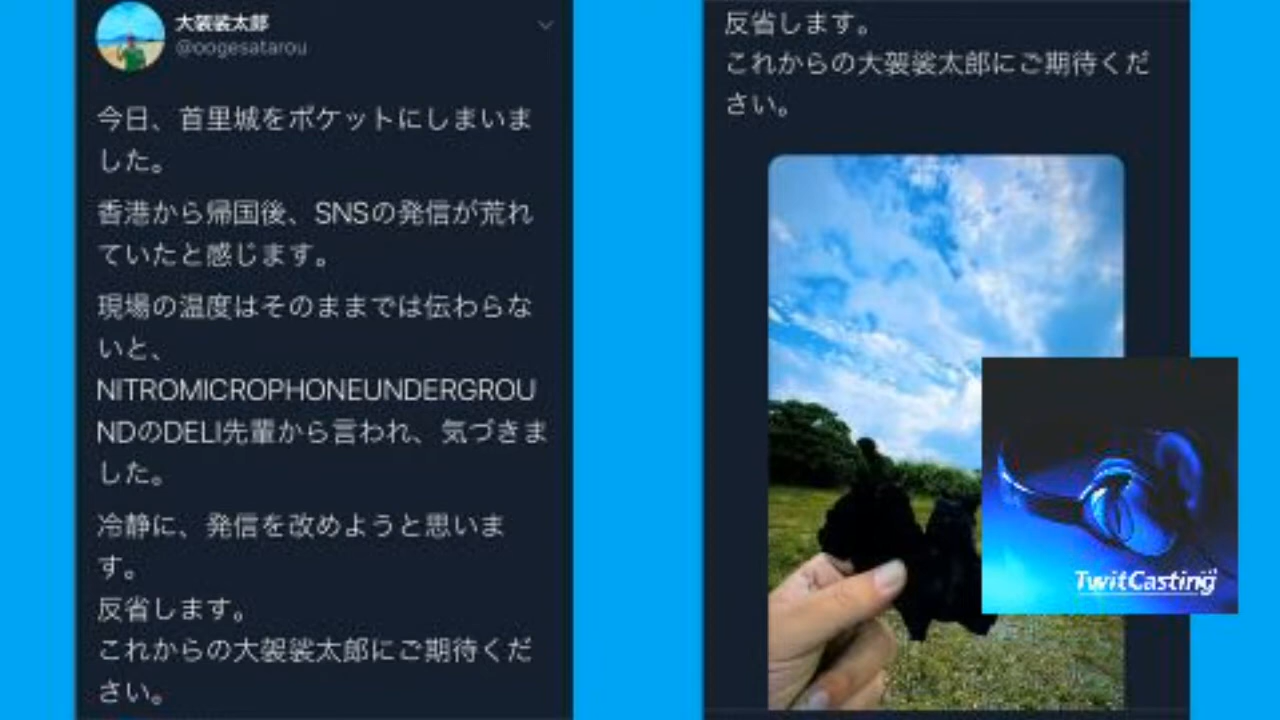 大袈裟太郎
@oogesatarou
今日、首里城をポケットにしまいま
した。
香港から帰国後、SNSの発信が荒れ
ていたと感じます。
現場の温度はそのままでは伝わらな
いと、
NITROMICROPHONEUNDERGROU
NDのDELI先輩から言われ、気づきま
した。
冷静に、発信を改めようと思いま
す。
反省します。
これからの大袈裟太郎にご期待くだ
さい。
反省します。
これからの大袈裟太郎にご期待くだ
さい。
TwitCasting